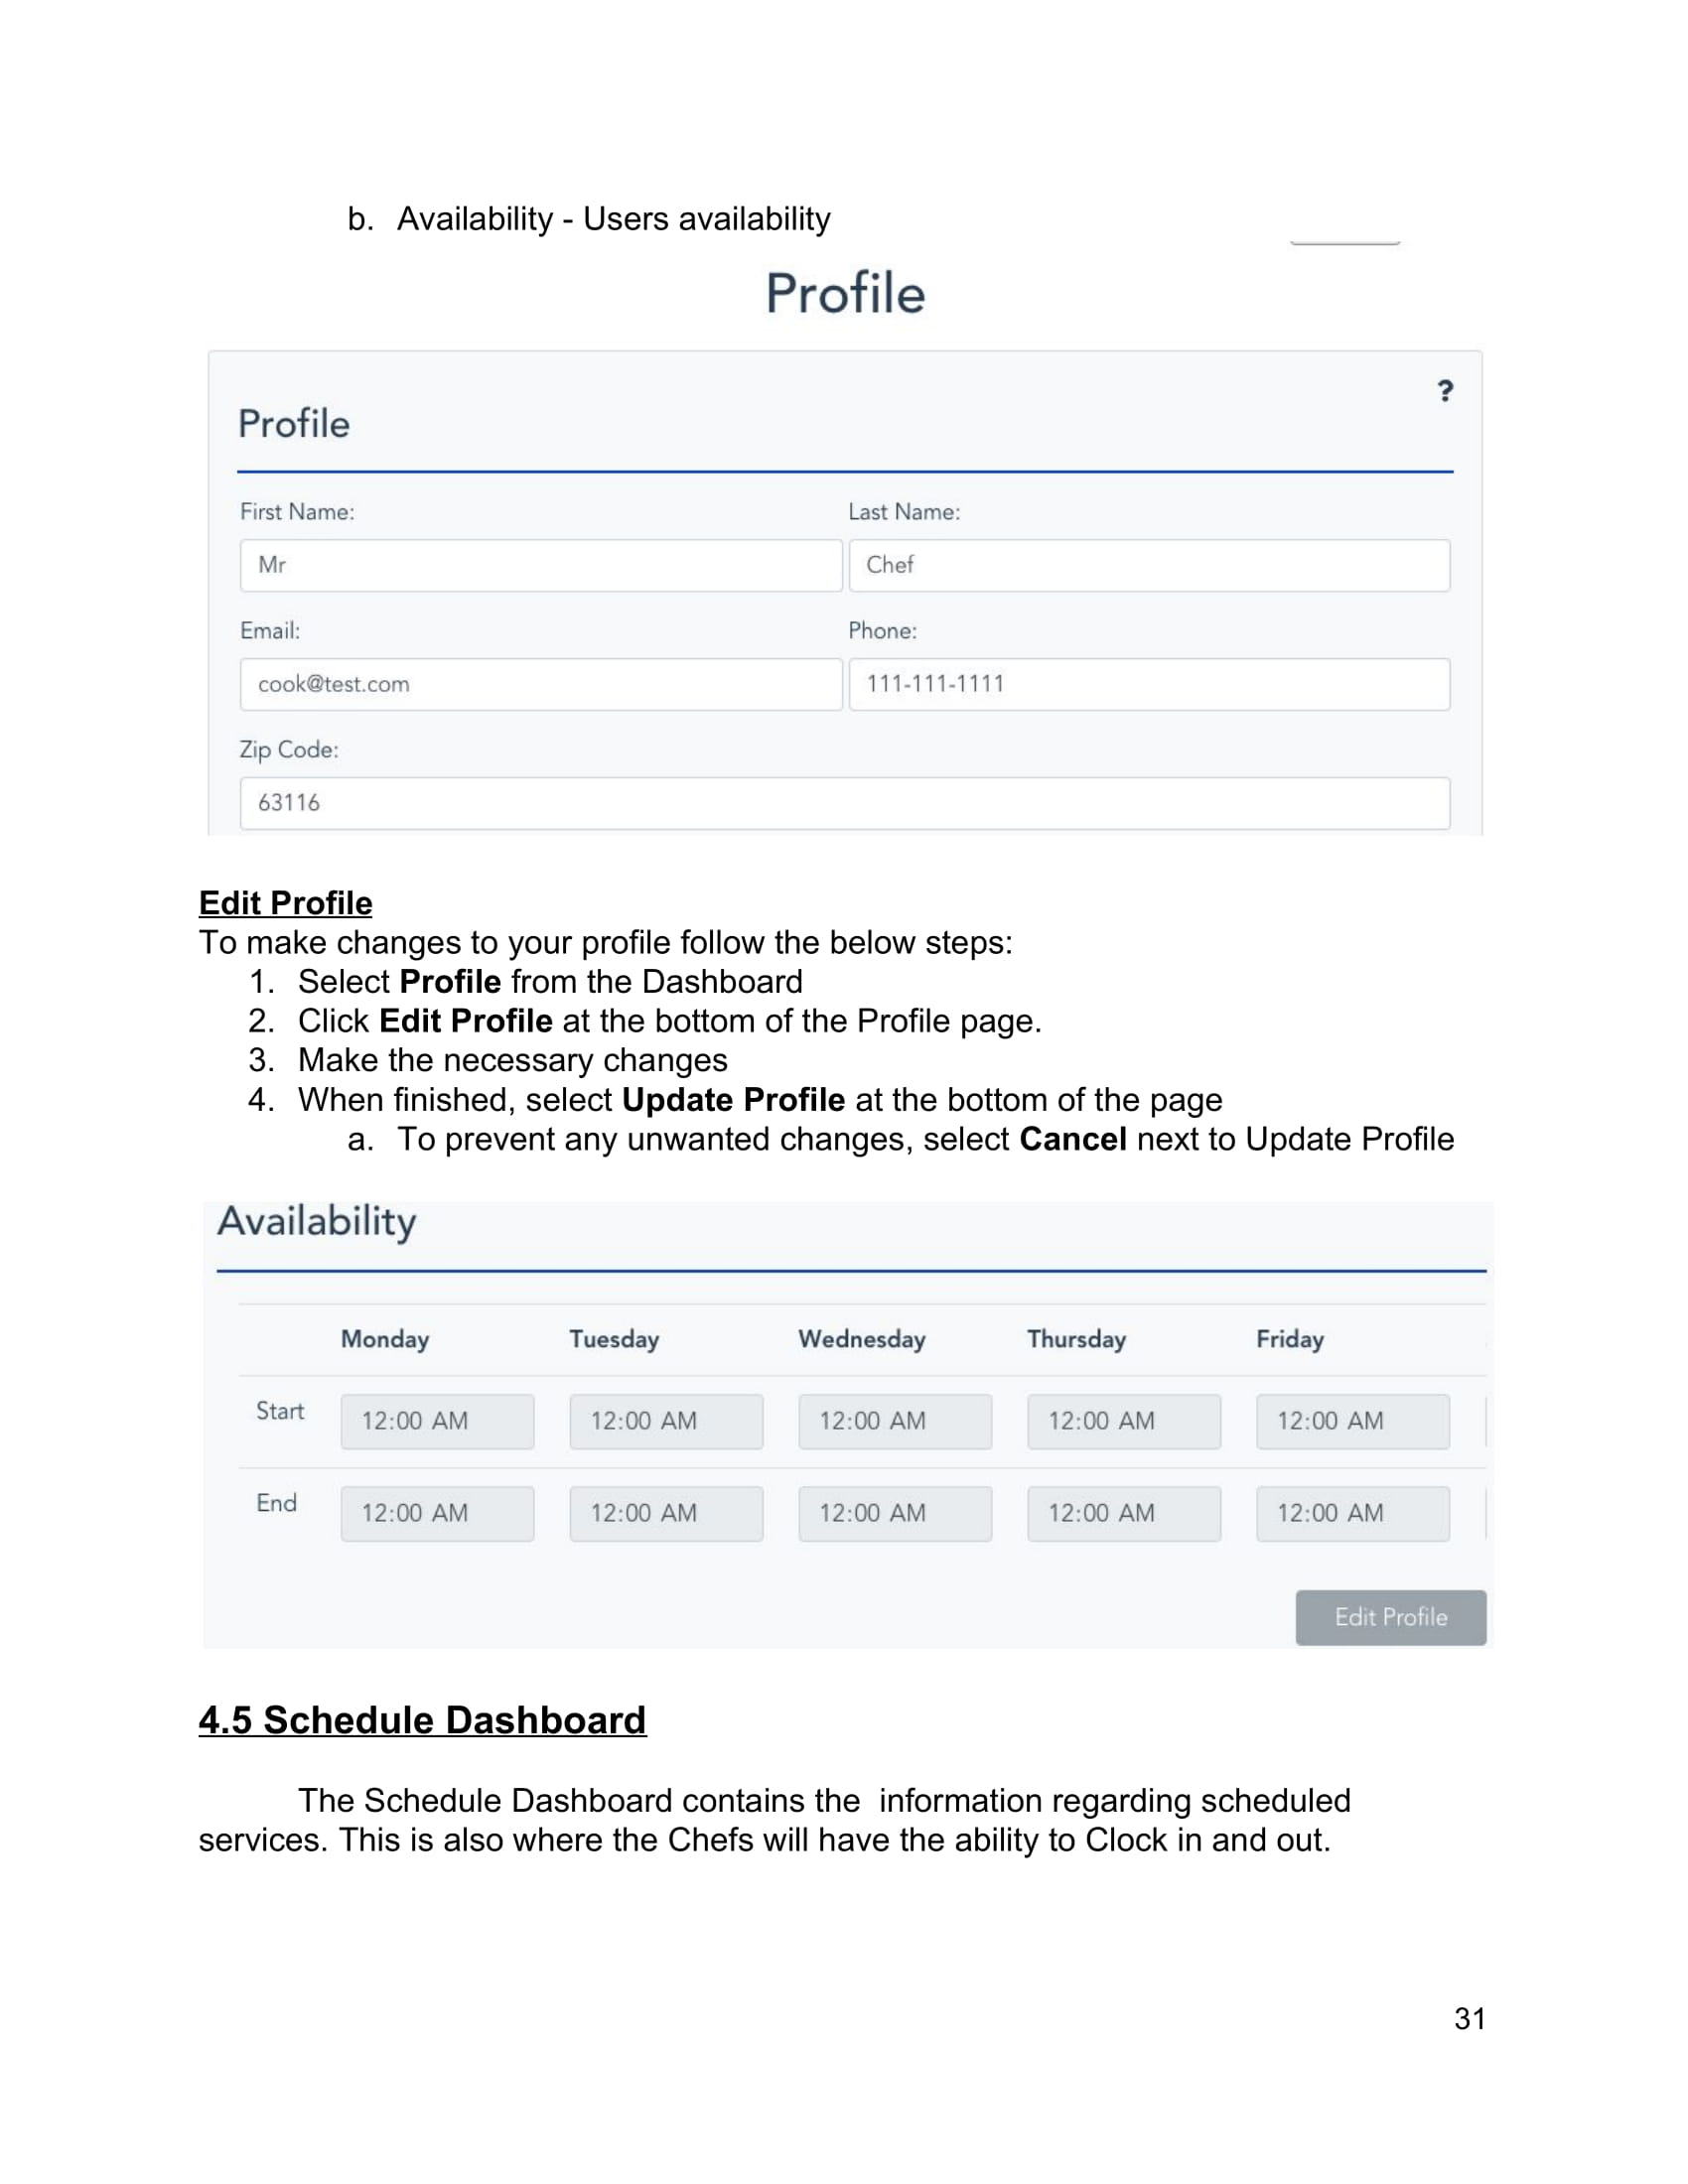 b. Availability - Users availability
Profile
?
Profile
First Name: Last Name:
Mr Chef
Email: Phone:
cook@test.com 111-111-1111
Zip Code:
63116
Edit Profile
To make changes to your profile follow the below steps:
1. Select Profile from the Dashboard
2. Click Edit Profile at the bottom of the Profile page.
3. Make the necessary changes
4. When finished, select Update Profile at the bottom of the page
a. To prevent any unwanted changes, select Cancel next to Update Profile
Availability
Monday Tuesday Wednesday Thursday Friday
Start 12:00 AM 12:00 AM 12:00 AM 12:00 AM 12:00 AM
End 12:00 AM 12:00 AM 12:00 AM 12:00 AM 12:00 AM
Edit Profile
4.5 Schedule Dashboard
The Schedule Dashboard contains the  information regarding scheduled
services. This is also where the Chefs will have the ability to Clock in and out.
31